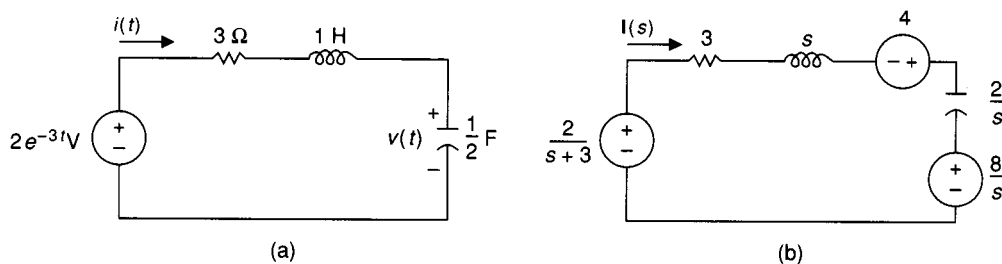 i(t)
3 Ω
1 H
2e^{-3t}V
+
−
+
v(t)
−
1/2 F
(a)
I(s)
3
s
4
− +
2/(s + 3)
+
−
2/s
+
−
8/s
(b)